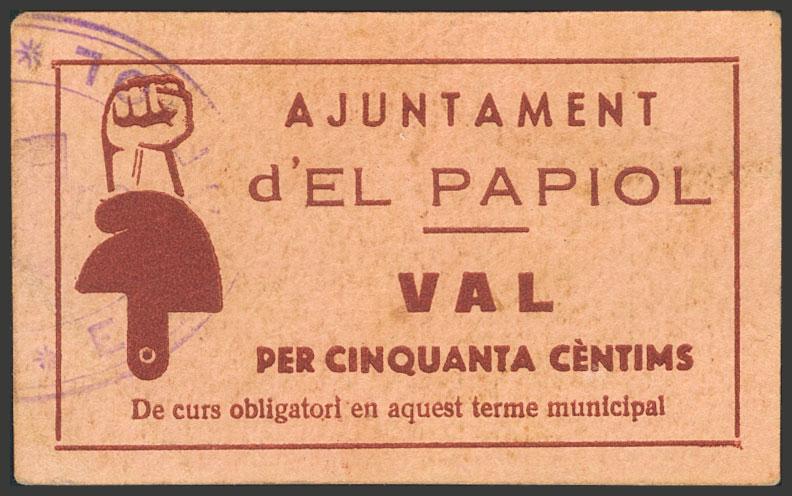 AJUNTAMENT
d'EL PAPIOL
VAL
PER CINQUANTA CÈNTIMS
De curs obligatori en aquest terme municipal